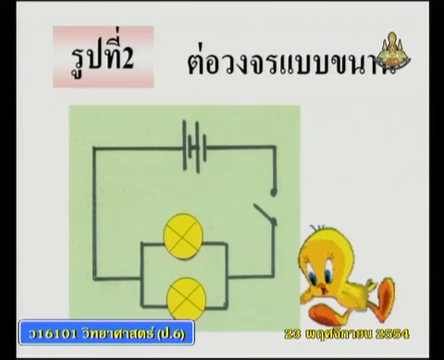 รูปที่2
ต่อวงจรแบบขนาน
ว16101 วิทยาศาสตร์ (ป.6)
23 พฤศจิกายน 2554